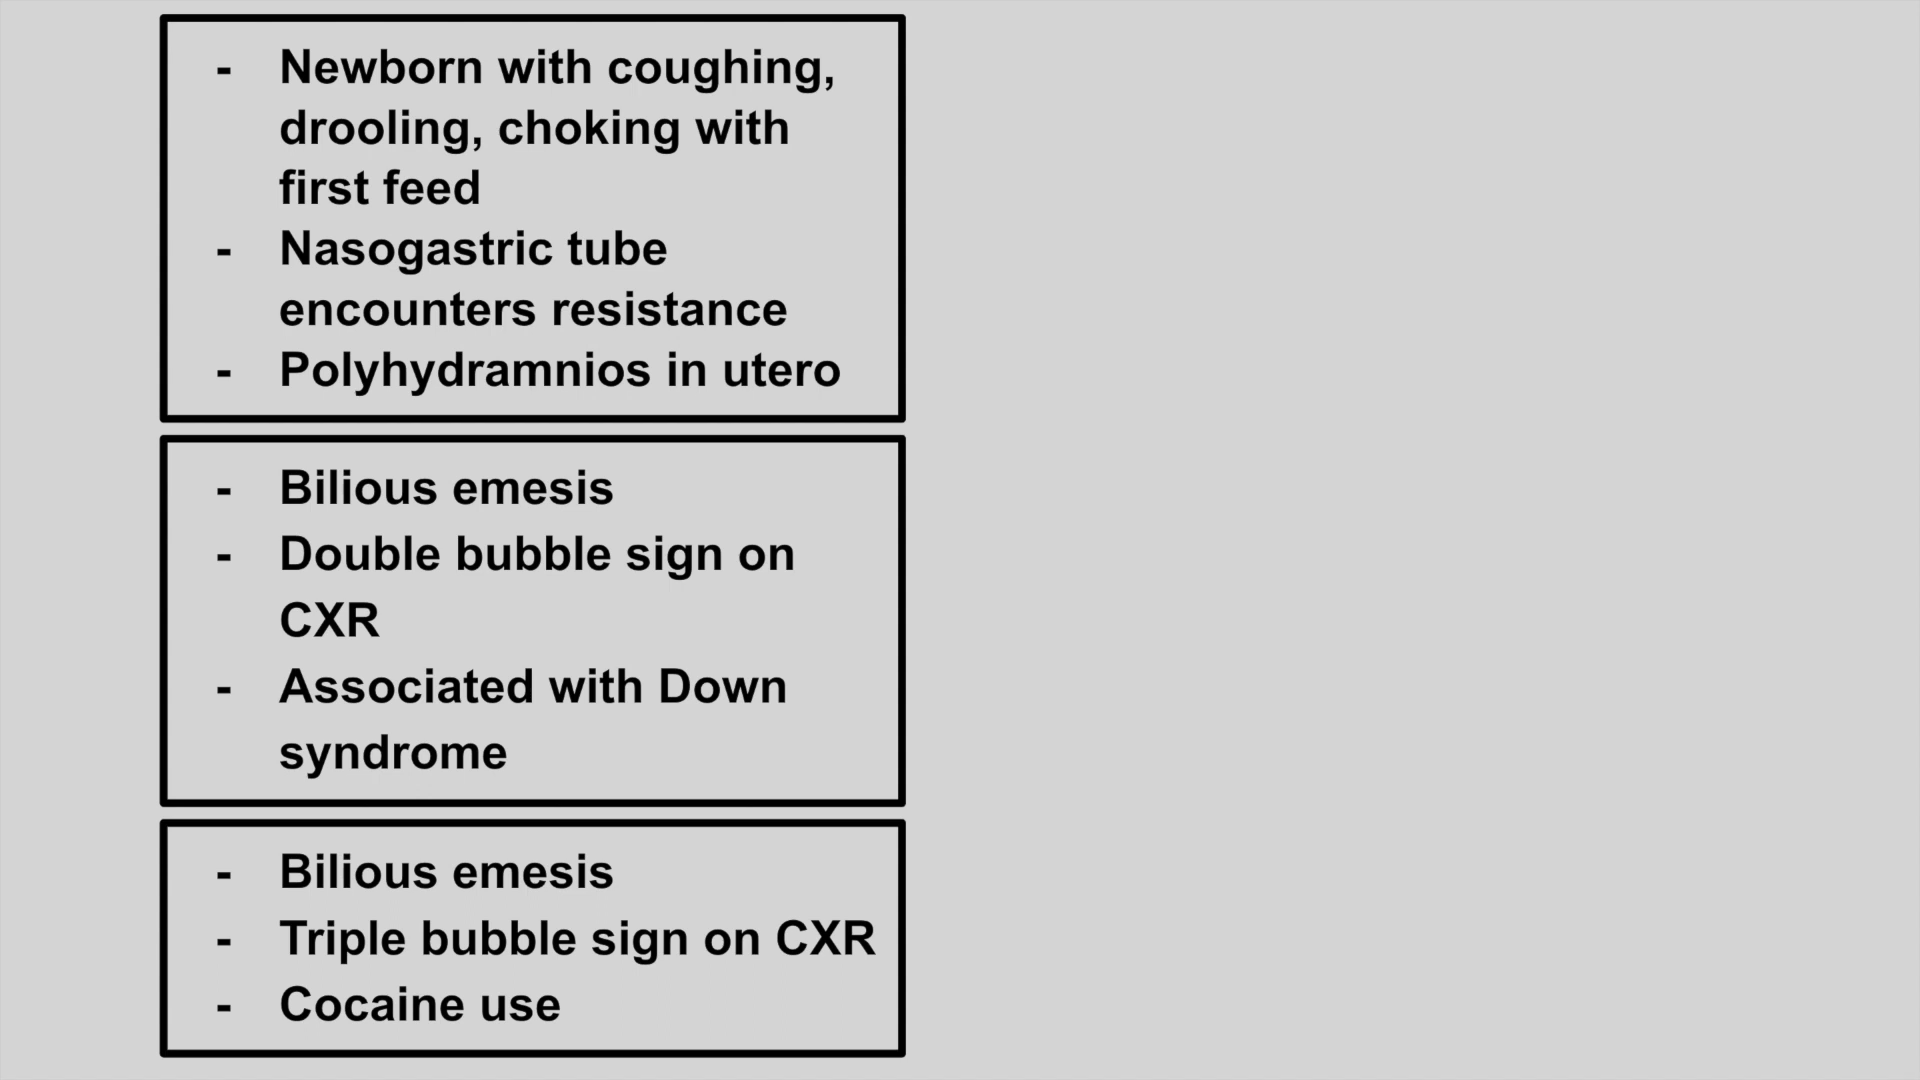 - Newborn with coughing,
drooling, choking with
first feed
- Nasogastric tube
encounters resistance
- Polyhydramnios in utero
- Bilious emesis
- Double bubble sign on
CXR
- Associated with Down
syndrome
- Bilious emesis
- Triple bubble sign on CXR
- Cocaine use